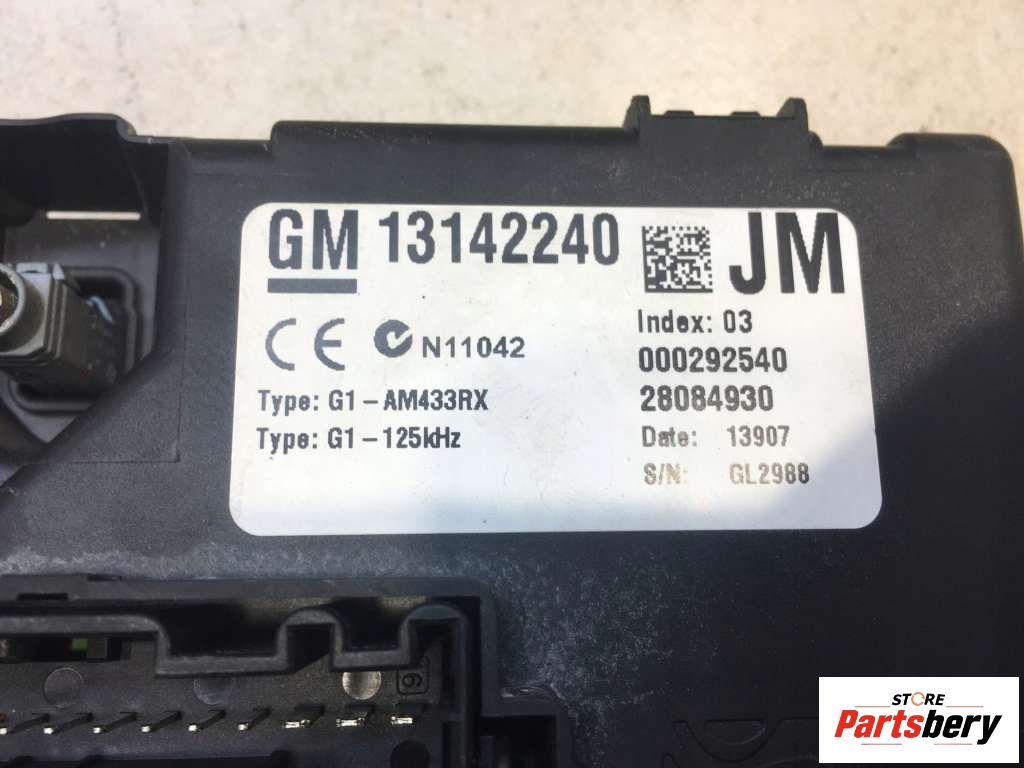 GM 13142240 JM
Index: 03
CE N11042
000292540
Type: G1-AM433RX
28084930
Type: G1-125kHz
Date: 13907
S/N: GL2988
9
STORE
Partsbery